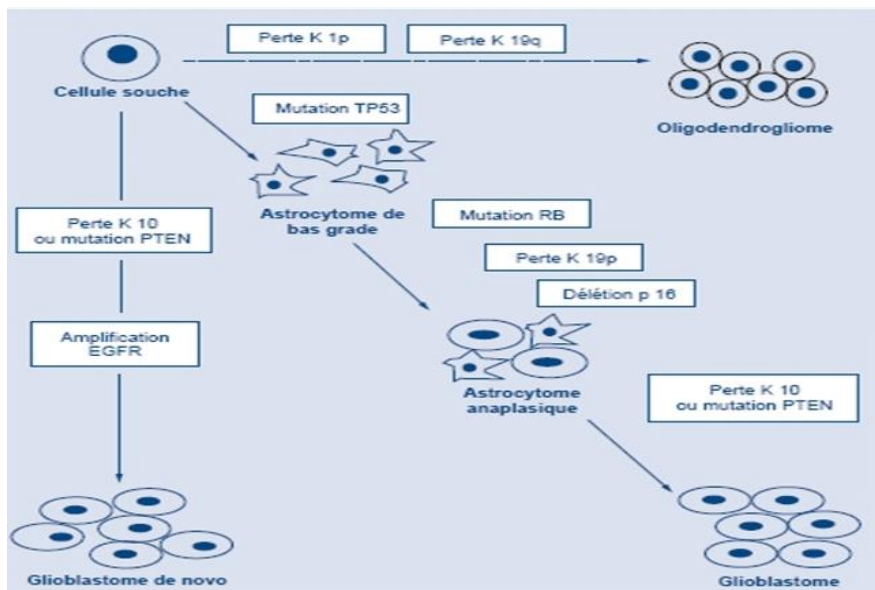 Perte K 1p
Perte K 19q
Cellule souche
Oligodendrogliome
Mutation TP53
Astrocytome de
bas grade
Perte K 10
ou mutation PTEN
Mutation RB
Perte K 19p
Délétion p 16
Amplification
EGFR
Astrocytome
anaplasique
Perte K 10
ou mutation PTEN
Glioblastome de novo
Glioblastome